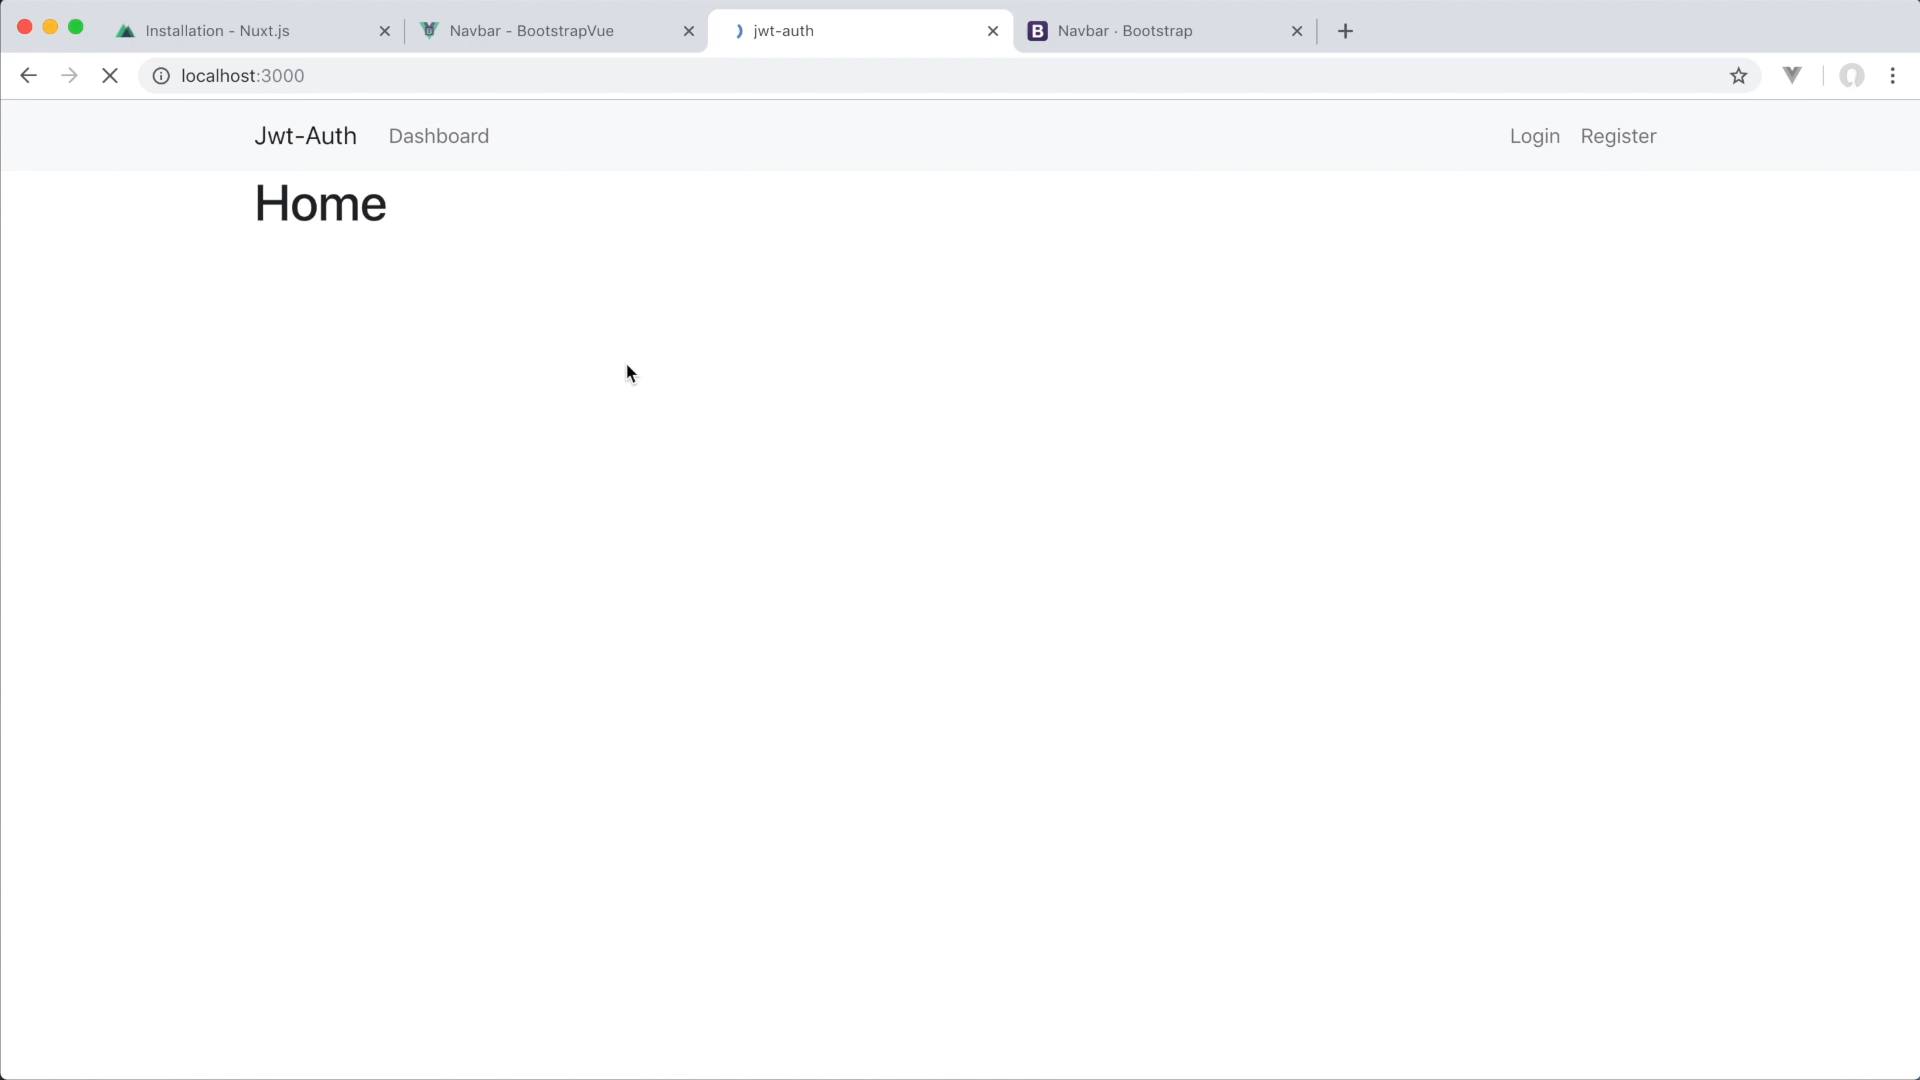 Installation - Nuxt.js
Navbar - BootstrapVue
jwt-auth
B Navbar · Bootstrap
localhost:3000
Jwt-Auth Dashboard Login Register
Home